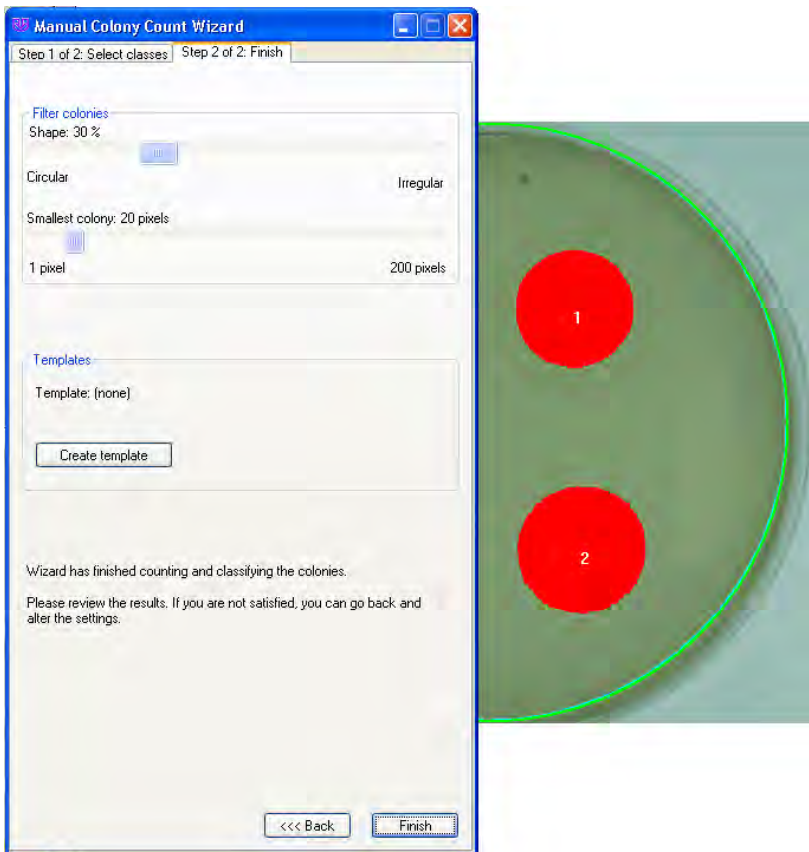 Manual Colony Count Wizard
Step 1 of 2: Select classes
Step 2 of 2: Finish
Filter colonies
Shape: 30 %
Circular
Irregular
Smallest colony: 20 pixels
1 pixel
200 pixels
Templates
Template: (none)
Create template
Wizard has finished counting and classifying the colonies.
Please review the results. If you are not satisfied, you can go back and
alter the settings.
<<< Back
Finish
1
2